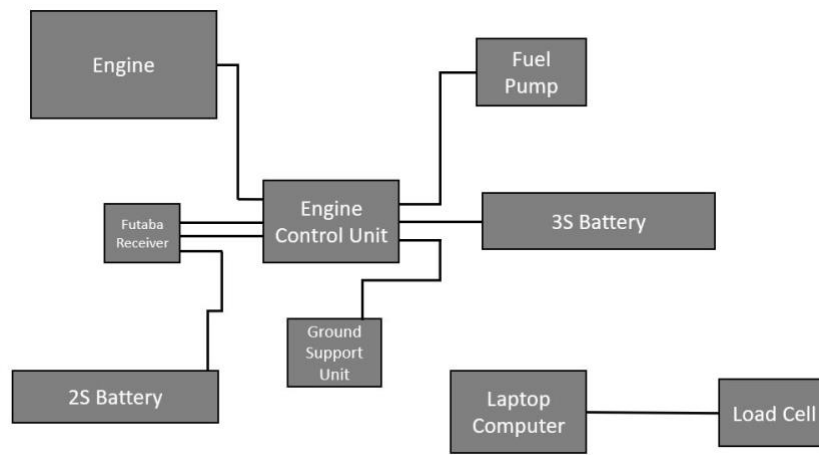 Engine
Fuel
Pump
Futaba
Receiver
Engine
Control Unit
3S Battery
Ground
Support
Unit
2S Battery
Laptop
Computer
Load Cell